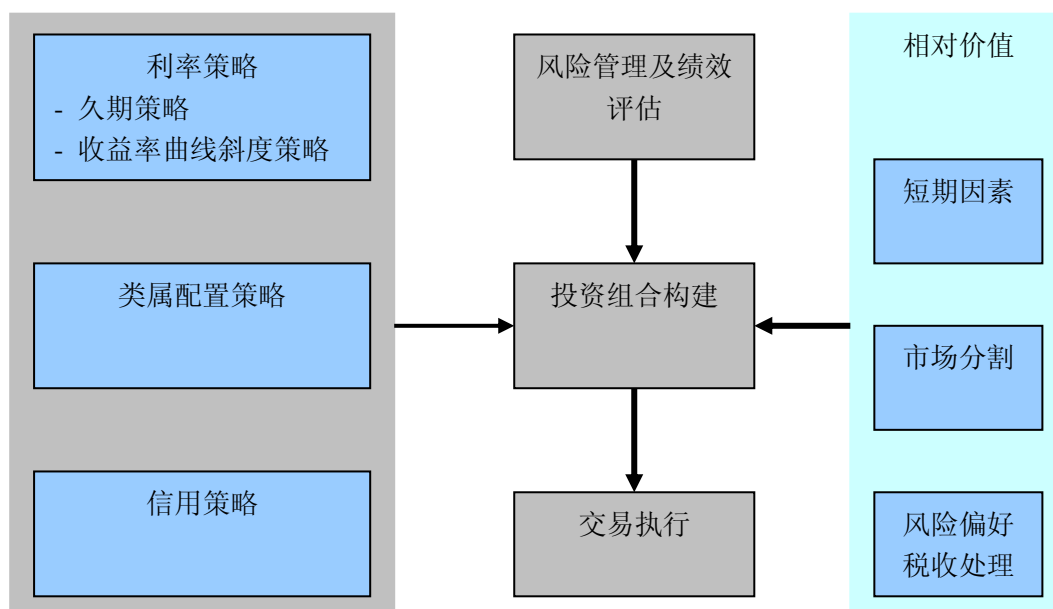 利率策略
- 久期策略
- 收益率曲线斜度策略
类属配置策略
信用策略
风险管理及绩效
评估
投资组合构建
交易执行
相对价值
短期因素
市场分割
风险偏好
税收处理